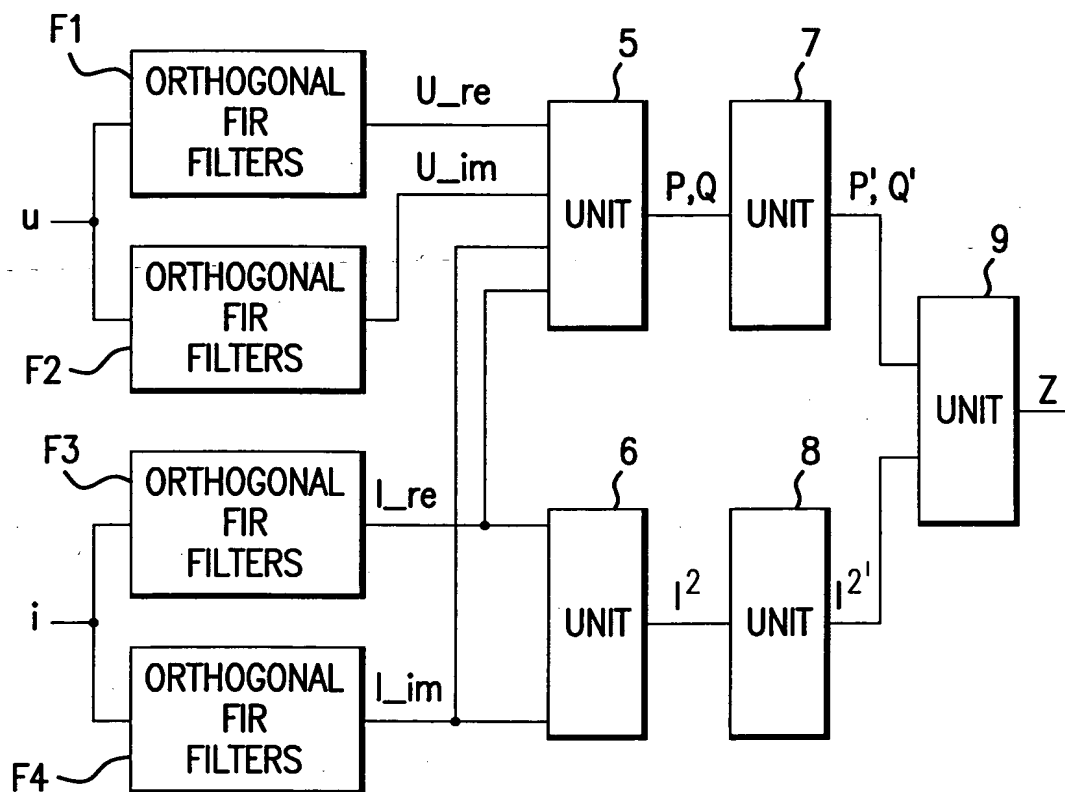 F1
ORTHOGONAL
FIR
FILTERS
U_re
5
7
u
U_im
UNIT
P,Q
UNIT
P',Q'
9
ORTHOGONAL
FIR
FILTERS
F2
UNIT
Z
F3
ORTHOGONAL
FIR
FILTERS
I_re
6
8
i
UNIT
I²
UNIT
I²'
ORTHOGONAL
FIR
FILTERS
I_im
F4